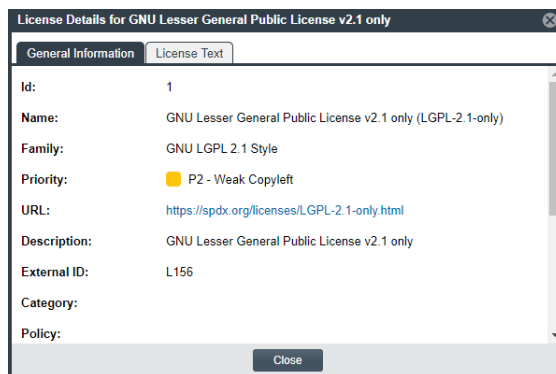 License Details for GNU Lesser General Public License v2.1 only
General Information License Text
Id: 1
Name: GNU Lesser General Public License v2.1 only (LGPL-2.1-only)
Family: GNU LGPL 2.1 Style
Priority: P2 - Weak Copyleft
URL: https://spdx.org/licenses/LGPL-2.1-only.html
Description: GNU Lesser General Public License v2.1 only
External ID: L156
Category:
Policy:
Close